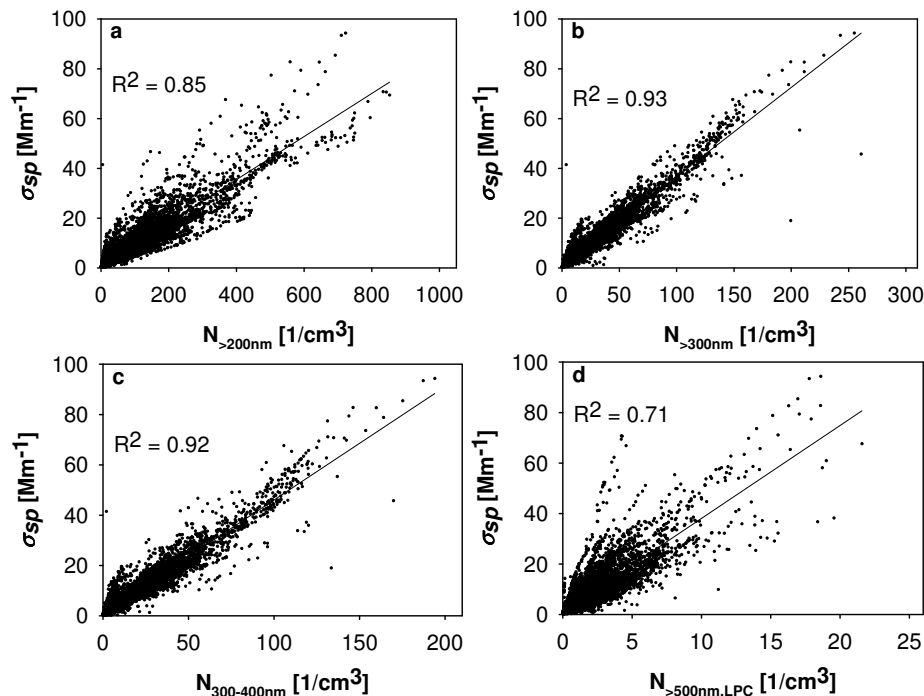 a
R² = 0.85
σsp [Mm⁻¹]
100
80
60
40
20
0
0 200 400 600 800 1000
N>200nm [1/cm³]
b
R² = 0.93
σsp [Mm⁻¹]
100
80
60
40
20
0
0 50 100 150 200 250 300
N>300nm [1/cm³]
c
R² = 0.92
σsp [Mm⁻¹]
100
80
60
40
20
0
0 50 100 150 200
N300-400nm [1/cm³]
d
R² = 0.71
σsp [Mm⁻¹]
100
80
60
40
20
0
0 5 10 15 20 25
N>500nm,LPC [1/cm³]